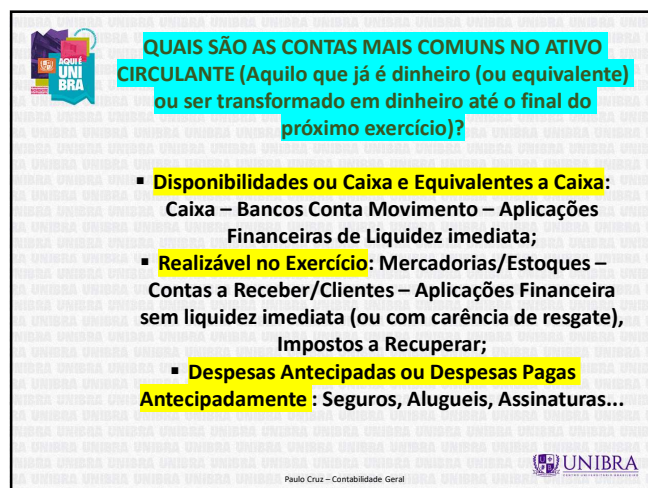 AQUI É
UNI
BRA
QUAIS SÃO AS CONTAS MAIS COMUNS NO ATIVO
CIRCULANTE (Aquilo que já é dinheiro (ou equivalente)
ou ser transformado em dinheiro até o final do
próximo exercício)?
▪ Disponibilidades ou Caixa e Equivalentes a Caixa:
Caixa – Bancos Conta Movimento – Aplicações
Financeiras de Liquidez imediata;
▪ Realizável no Exercício: Mercadorias/Estoques –
Contas a Receber/Clientes – Aplicações Financeira
sem liquidez imediata (ou com carência de resgate),
Impostos a Recuperar;
▪ Despesas Antecipadas ou Despesas Pagas
Antecipadamente : Seguros, Alugueis, Assinaturas...
UNIBRA
Paulo Cruz – Contabilidade Geral